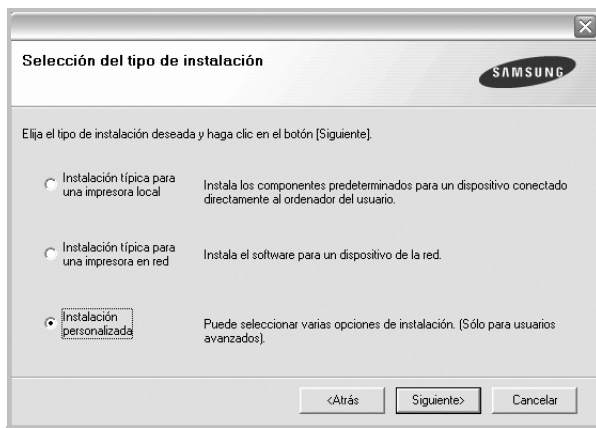 Selección del tipo de instalación
SAMSUNG
Elija el tipo de instalación deseada y haga clic en el botón [Siguiente].
Instalación típica para
una impresora local
Instala los componentes predeterminados para un dispositivo conectado
directamente al ordenador del usuario.
Instalación típica para
una impresora en red
Instala el software para un dispositivo de la red.
Instalación
personalizada
Puede seleccionar varias opciones de instalación. (Sólo para usuarios
avanzados).
<Atrás
Siguiente>
Cancelar